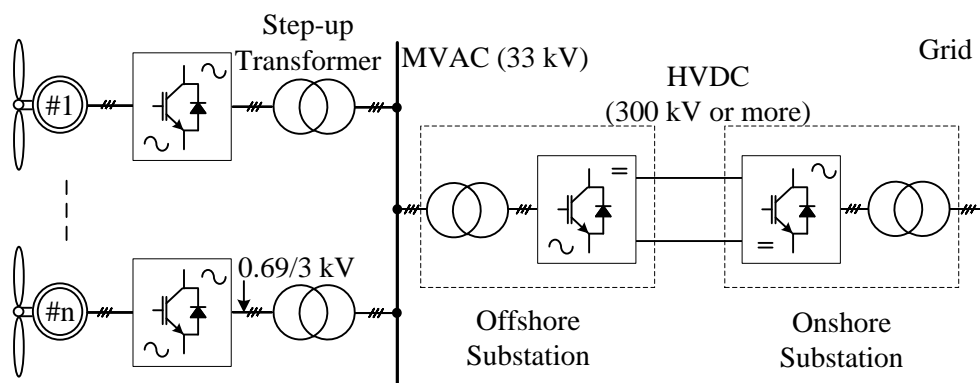 Step-up
Transformer
MVAC (33 kV)
Grid
HVDC
(300 kV or more)
#1
=
=
0.69/3 kV
#n
Offshore
Substation
Onshore
Substation